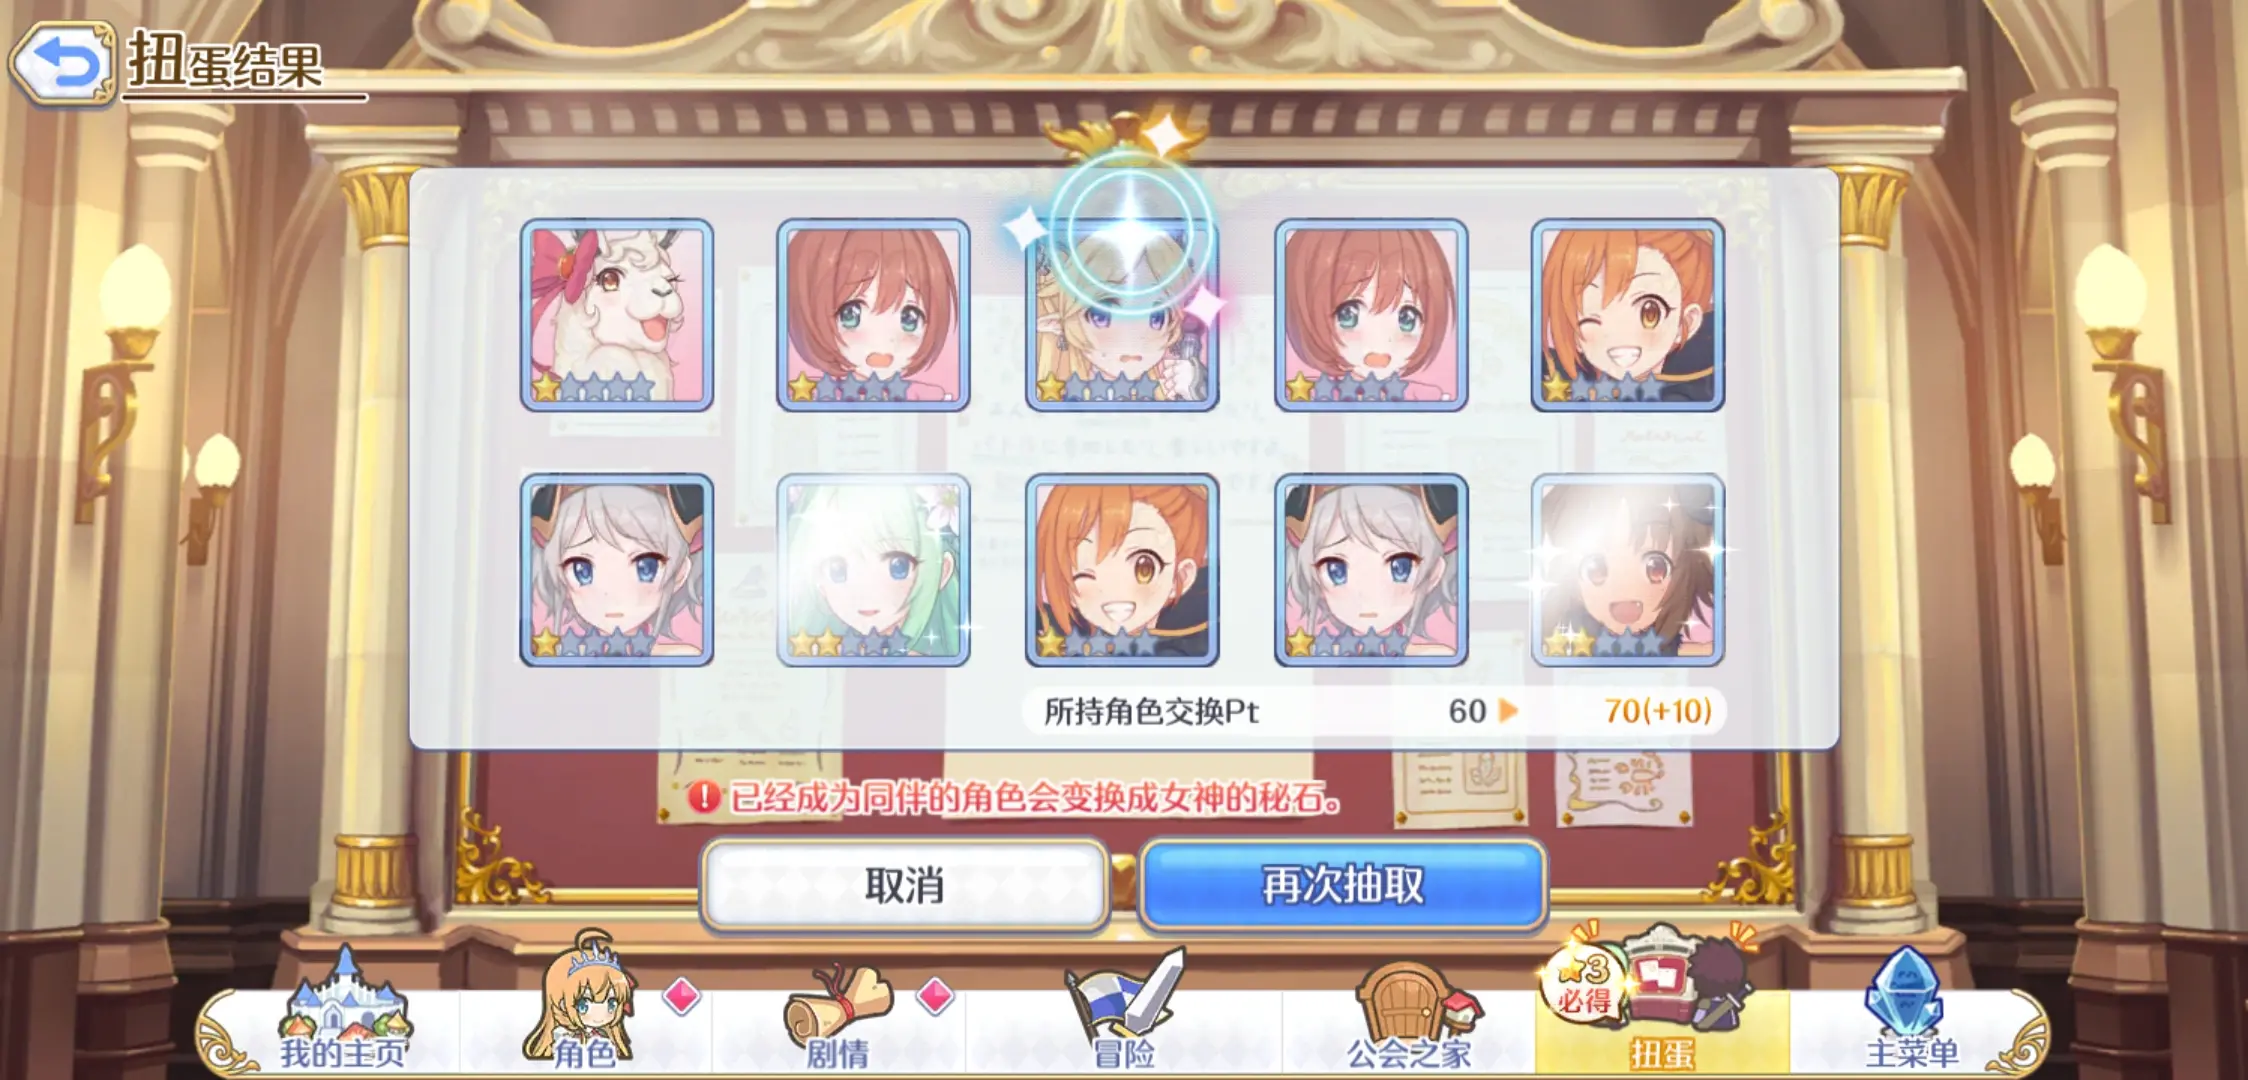 扭蛋结果
所持角色交换Pt 60 70(+10)
已经成为同伴的角色会变换成女神的秘石。
取消
再次抽取
★3
必得
我的主页
角色
剧情
冒险
公会之家
扭蛋
主菜单